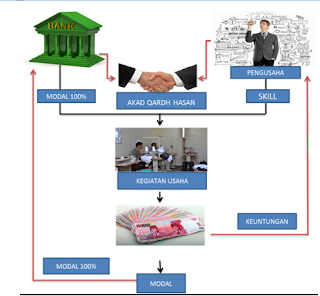 BANK
PENGUSAHA
MODAL 100%
AKAD QARDH HASAN
SKILL
KEGIATAN USAHA
KEUNTUNGAN
MODAL 100%
MODAL